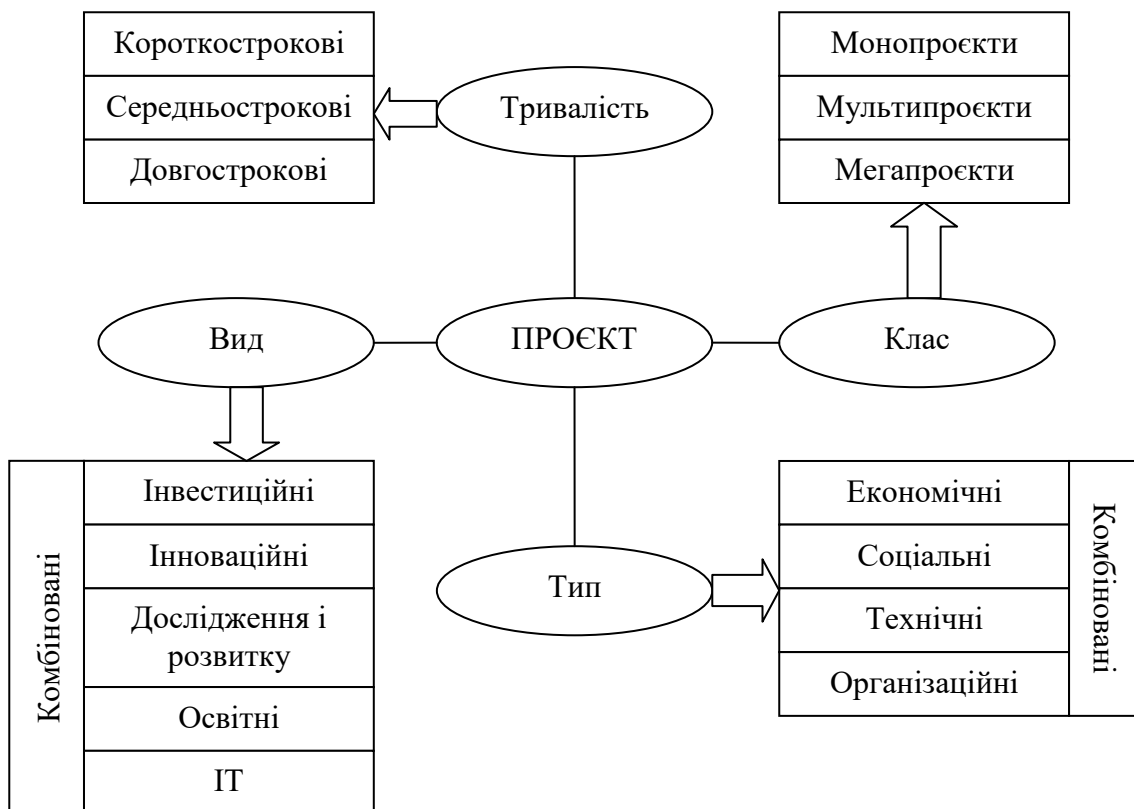 Короткострокові
Середньострокові
Довгострокові
Тривалість
Монопроєкти
Мультипроєкти
Мегапроєкти
Вид
ПРОЄКТ
Клас
Комбіновані
Інвестиційні
Інноваційні
Дослідження і
розвитку
Освітні
ІТ
Тип
Економічні
Соціальні
Технічні
Організаційні
Комбіновані